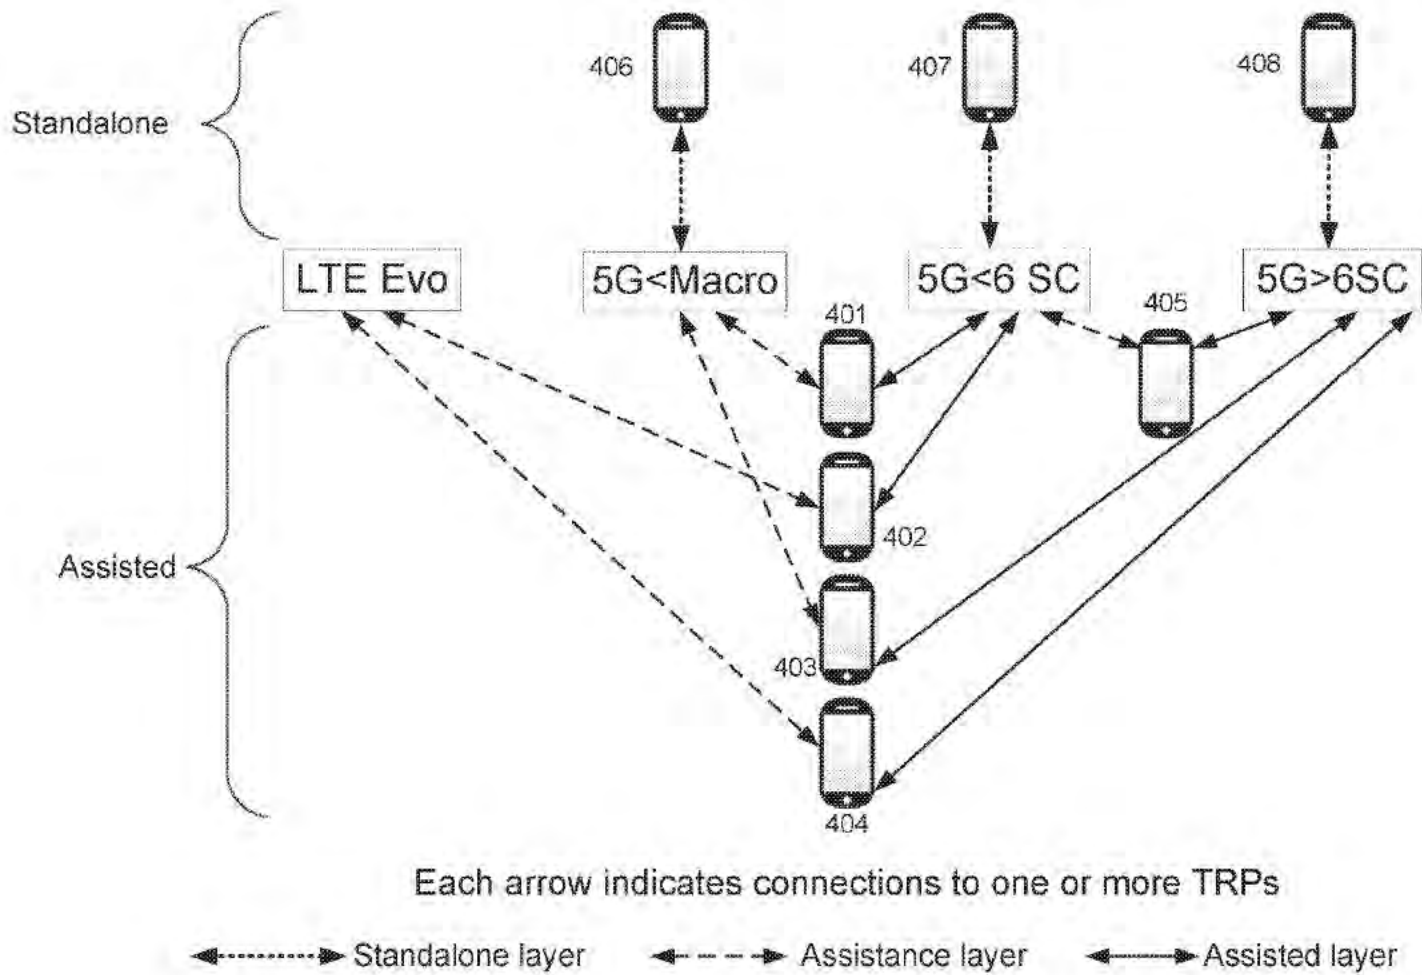 406
407
408
Standalone
LTE Evo
5G<Macro
5G<6 SC
5G>6SC
401
405
402
Assisted
403
404
Each arrow indicates connections to one or more TRPs
Standalone layer
Assistance layer
Assisted layer